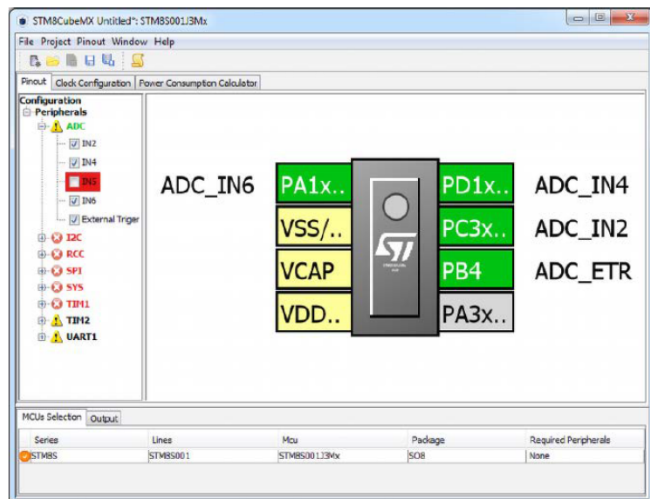 STM8CubeMX Untitled*: STM8S001J3Mx
File Project Pinout Window Help
Pinout Clock Configuration Power Consumption Calculator
Configuration
Peripherals
ADC
IN2
IN4
IN5
IN6
External Triger
I2C
RCC
SPI
SYS
TIM1
TIM2
UART1
ADC_IN6 PA1x.. PD1x.. ADC_IN4
VSS/.. PC3x.. ADC_IN2
VCAP PB4 ADC_ETR
VDD.. PA3x..
MCUs Selection Output
Series Lines Mcu Package Required Peripherals
STM8S STM8S001 STM8S001J3Mx SO8 None